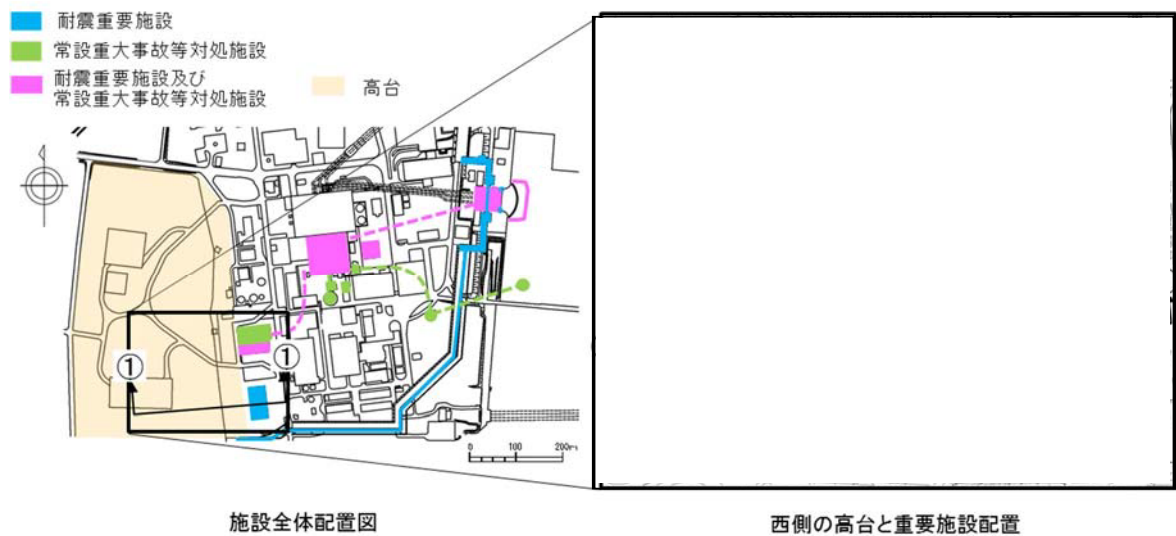 耐震重要施設
常設重大事故等対処施設
耐震重要施設及び
常設重大事故等対処施設
高台
①
①
0 100 200m
施設全体配置図
西側の高台と重要施設配置